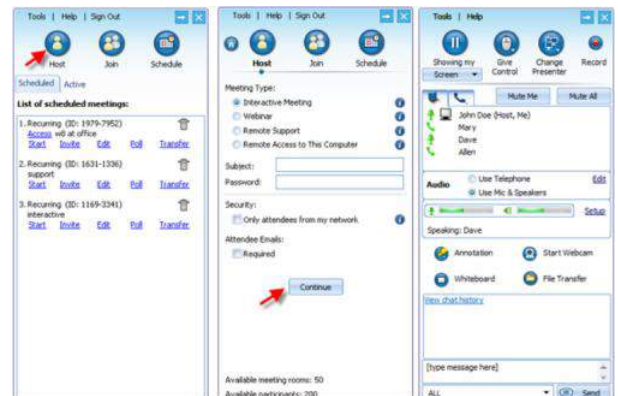 Tools | Help | Sign Out
Host Join Schedule
Scheduled Active
List of scheduled meetings:
1. Recurring (ID: 1979-7952)
Access w8 at office
Start Invite Edit Poll Transfer
2. Recurring (ID: 1631-1336)
support
Start Invite Edit Poll Transfer
3. Recurring (ID: 1169-3341)
interactive
Start Invite Edit Poll Transfer
Tools | Help | Sign Out
Host Join Schedule
Meeting Type:
Interactive Meeting
Webinar
Remote Support
Remote Access to This Computer
Subject:
Password:
Security:
Only attendees from my network
Attendee Emails:
Required
Continue
Available meeting rooms: 50
Available participants: 200
Tools | Help
Showing my Give Change Record
Screen Control Presenter
Mute Me Mute All
John Doe (Host, Me)
Mary
Dave
Allen
Audio Use Telephone Edit
Use Mic & Speakers
Setup
Speaking: Dave
Annotation Start Webcam
Whiteboard File Transfer
View chat history
[type message here]
ALL Send